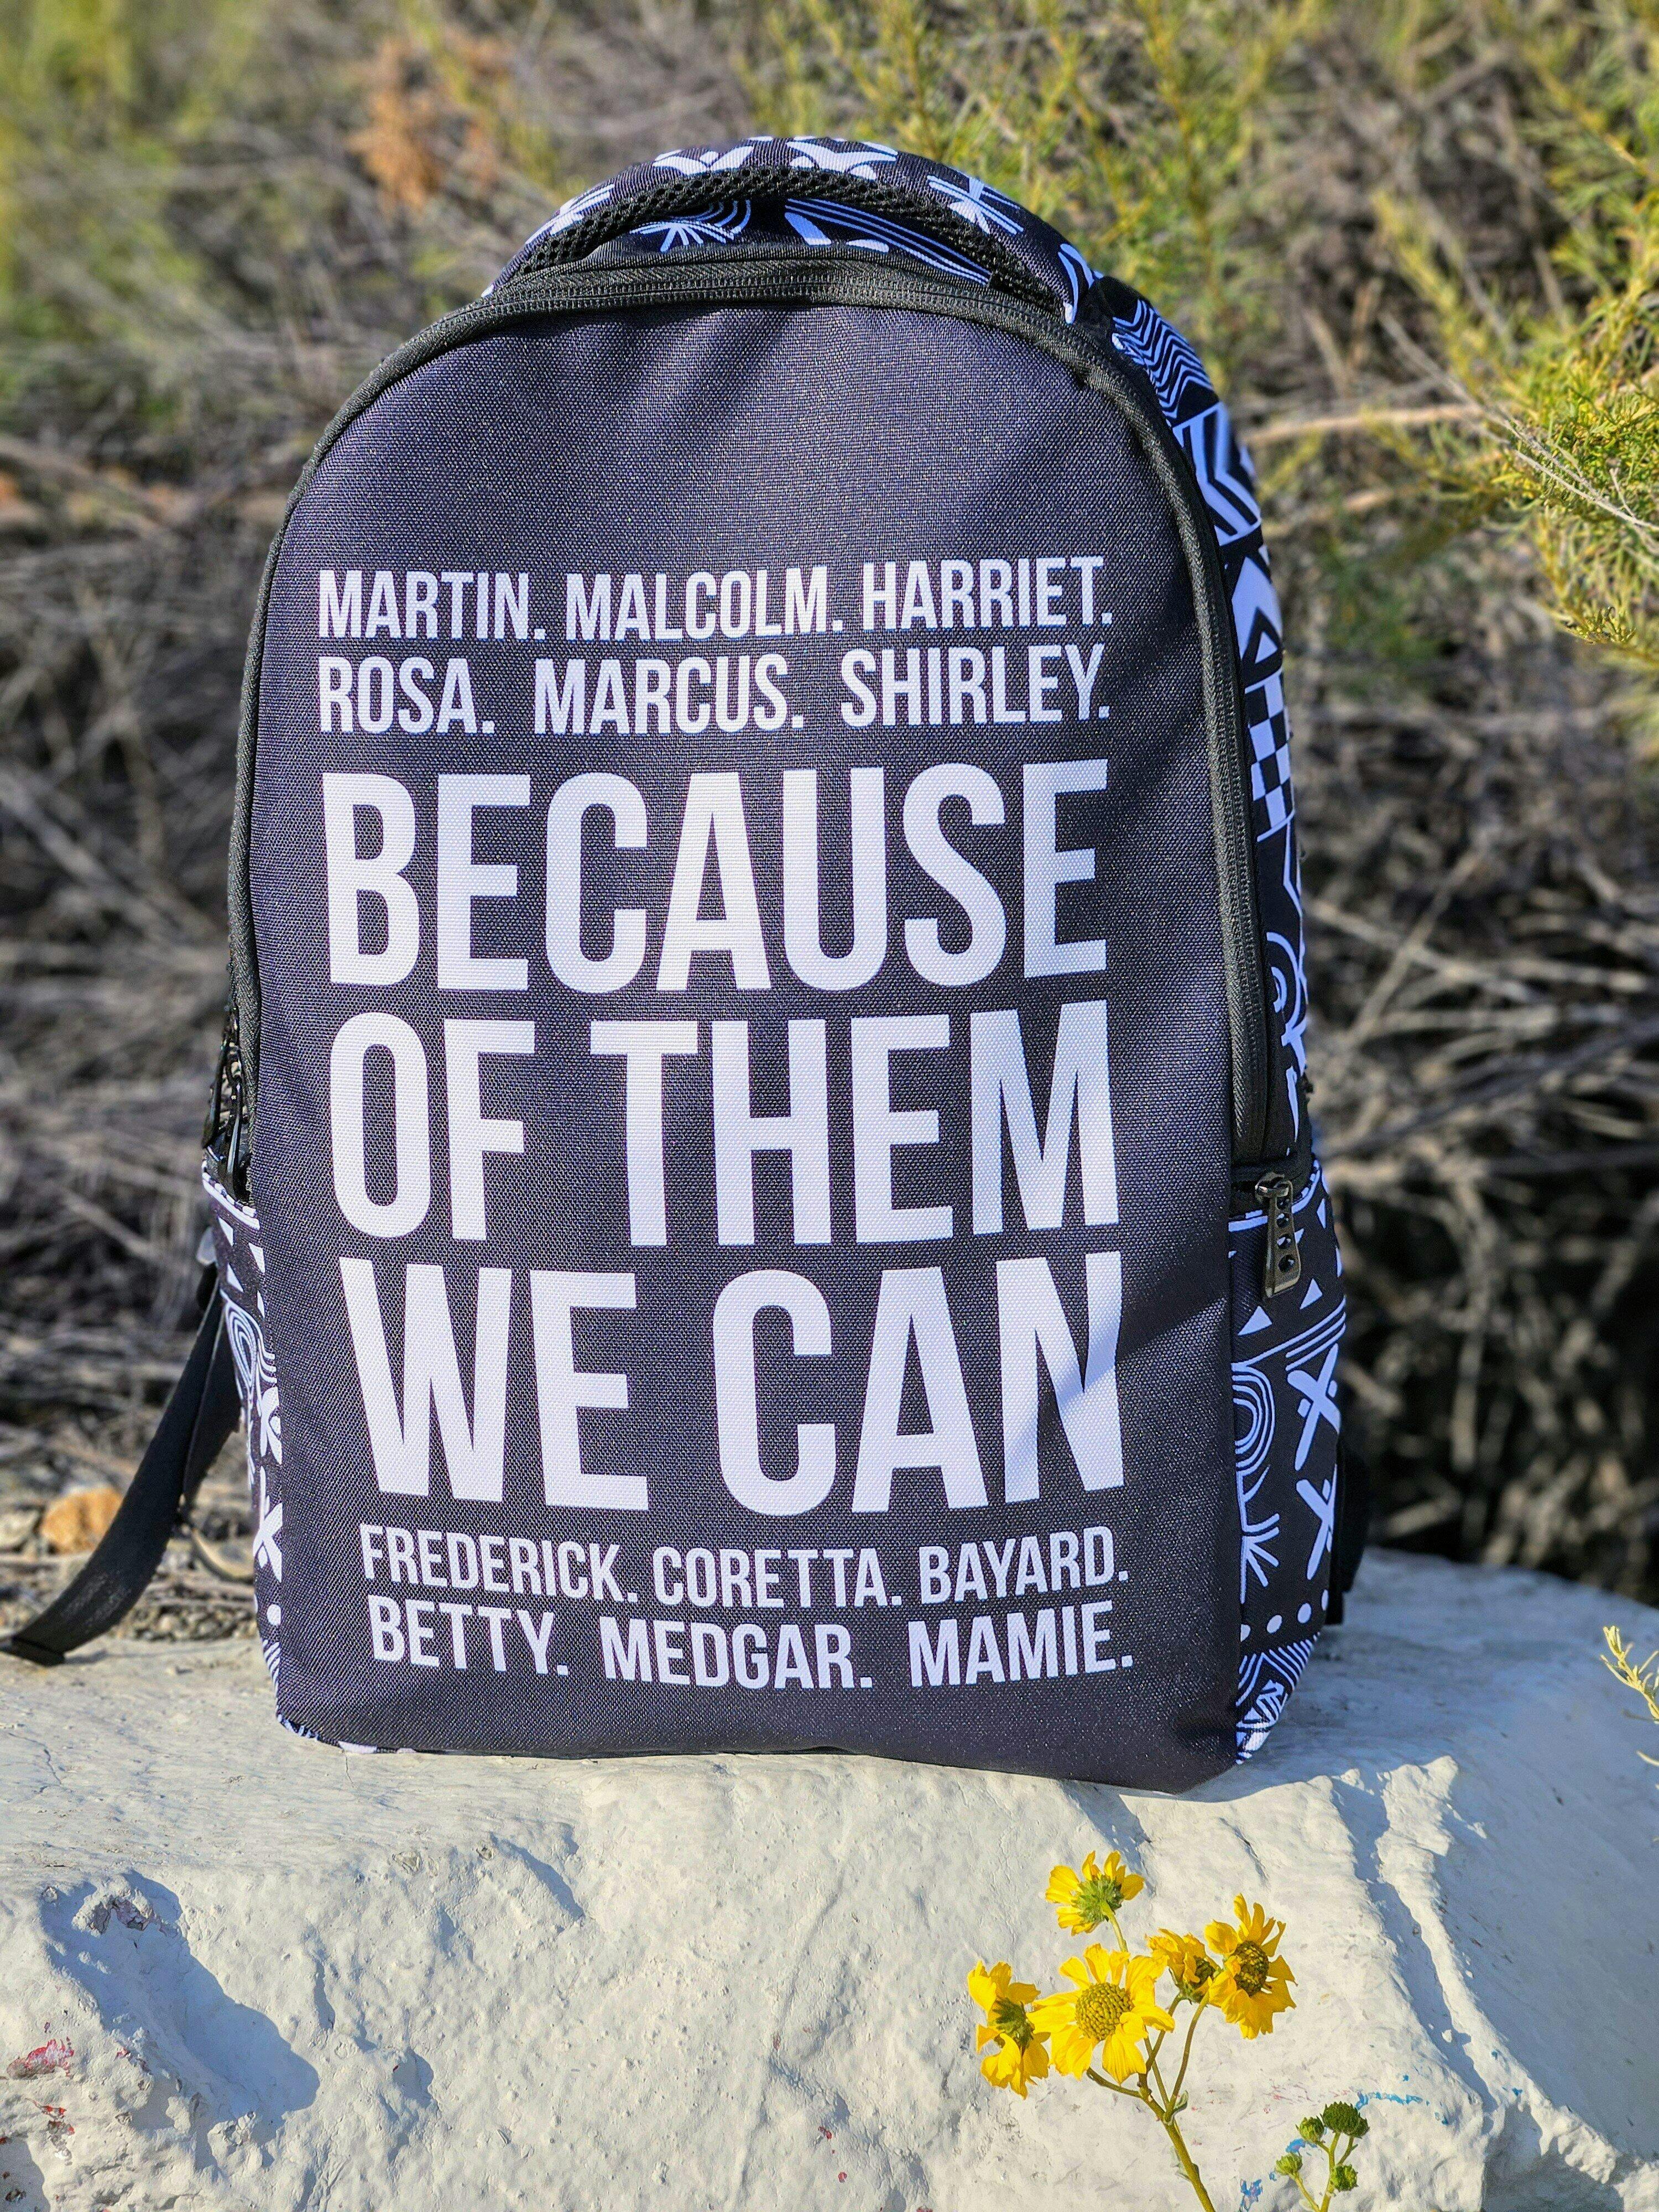 MARTIN. MALCOLM. HARRIET.
ROSA. MARCUS. SHIRLEY.
BECAUSE
OF THEM
WE CAN
FREDERICK. CORETTA. BAYARD.
BETTY. MEDGAR. MAMIE.